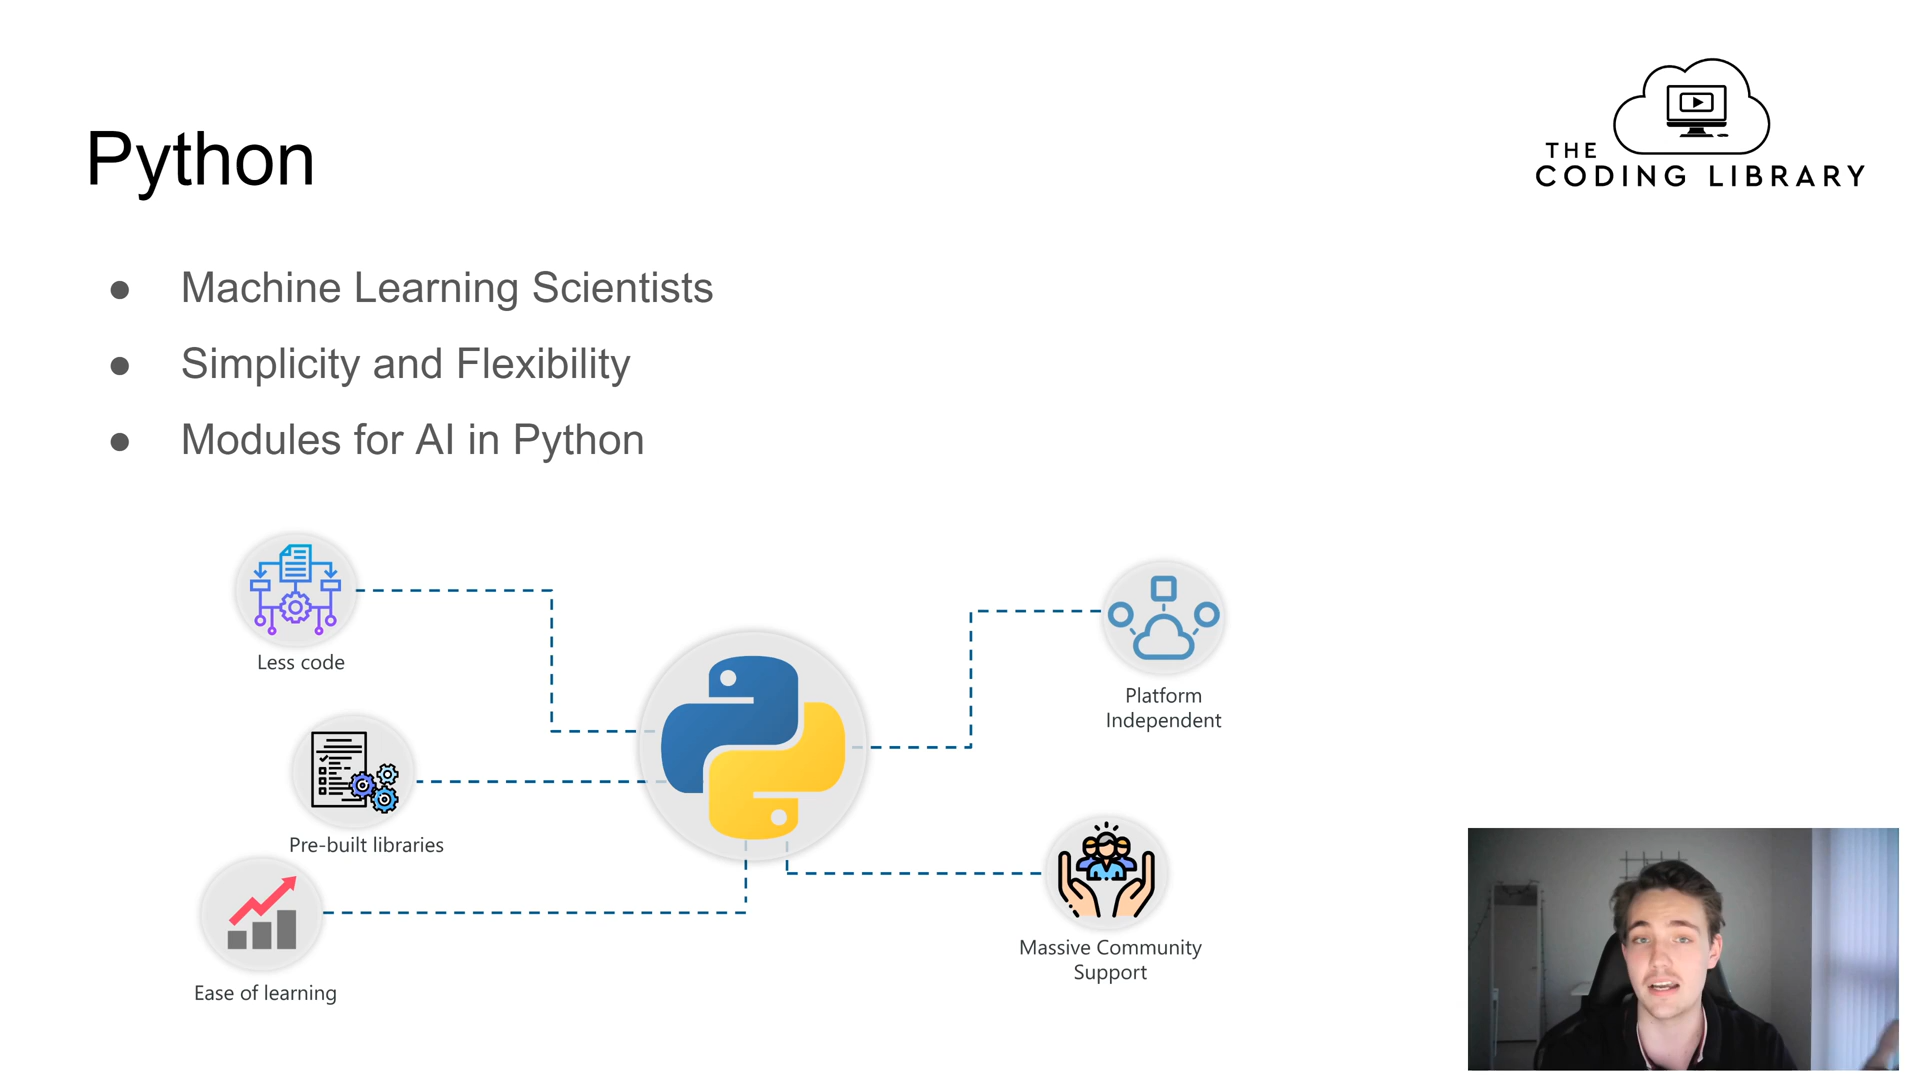 THE
CODING LIBRARY
Python
Machine Learning Scientists
Simplicity and Flexibility
Modules for AI in Python
Less code
Pre-built libraries
Ease of learning
Platform
Independent
Massive Community
Support